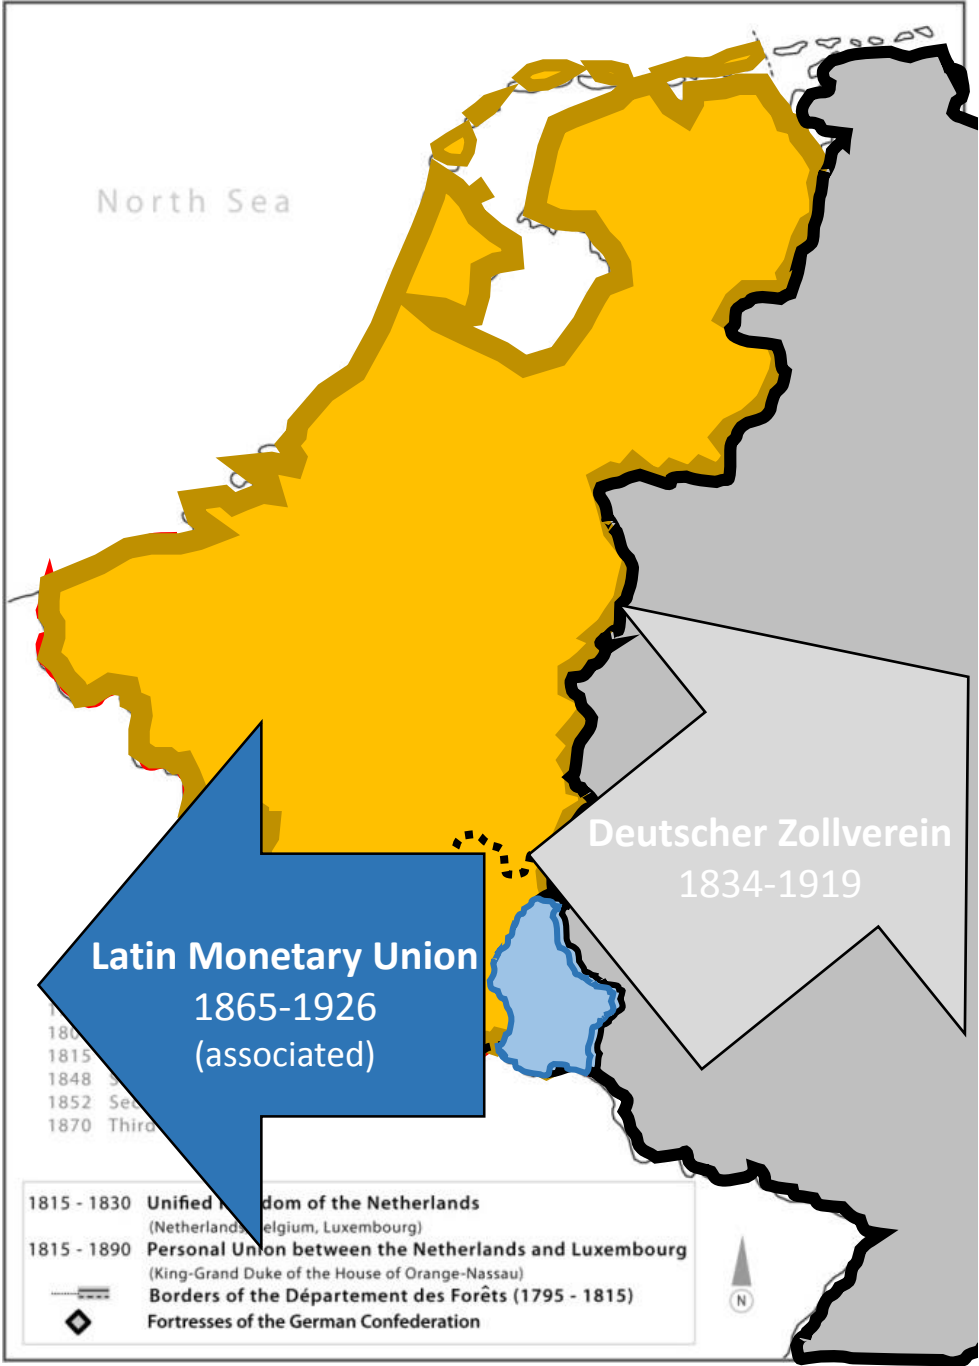 North Sea
Deutscher Zollverein
1834-1919
Latin Monetary Union
1865-1926
(associated)
1815
1848
1852
1870 Third
1815 - 1830 Unified dom of the Netherlands
(Netherlands elgium, Luxembourg)
1815 - 1890 Personal Union between the Netherlands and Luxembourg
(King-Grand Duke of the House of Orange-Nassau)
Borders of the Département des Forêts (1795 - 1815)
Fortresses of the German Confederation
N